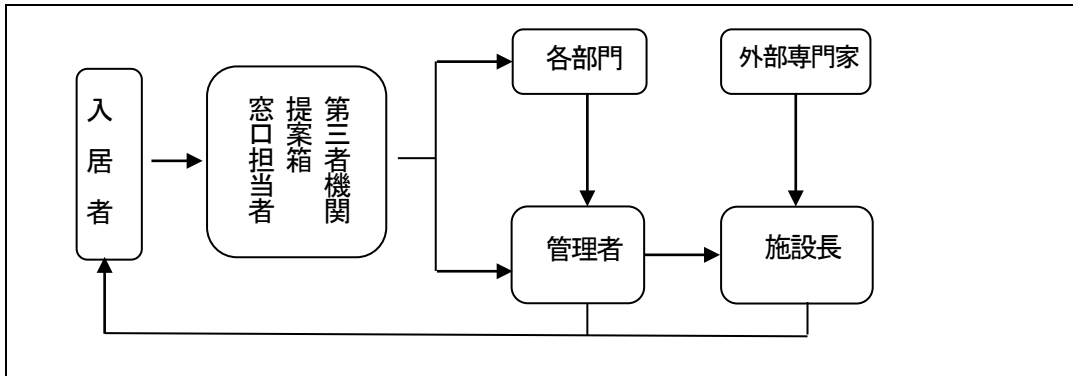 入居者
第三者機関
提案箱
窓口担当者
各部門
外部専門家
管理者
施設長